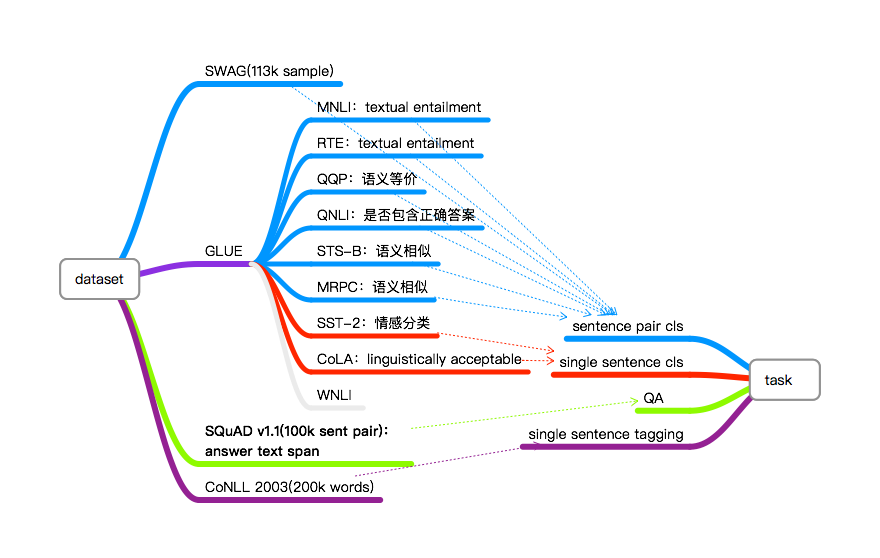 SWAG(113k sample)
MNLI：textual entailment
RTE：textual entailment
QQP：语义等价
QNLI：是否包含正确答案
GLUE
STS-B：语义相似
dataset
MRPC：语义相似
SST-2：情感分类
sentence pair cls
CoLA：linguistically acceptable
single sentence cls
task
WNLI
QA
SQuAD v1.1(100k sent pair)：
answer text span
single sentence tagging
CoNLL 2003(200k words)